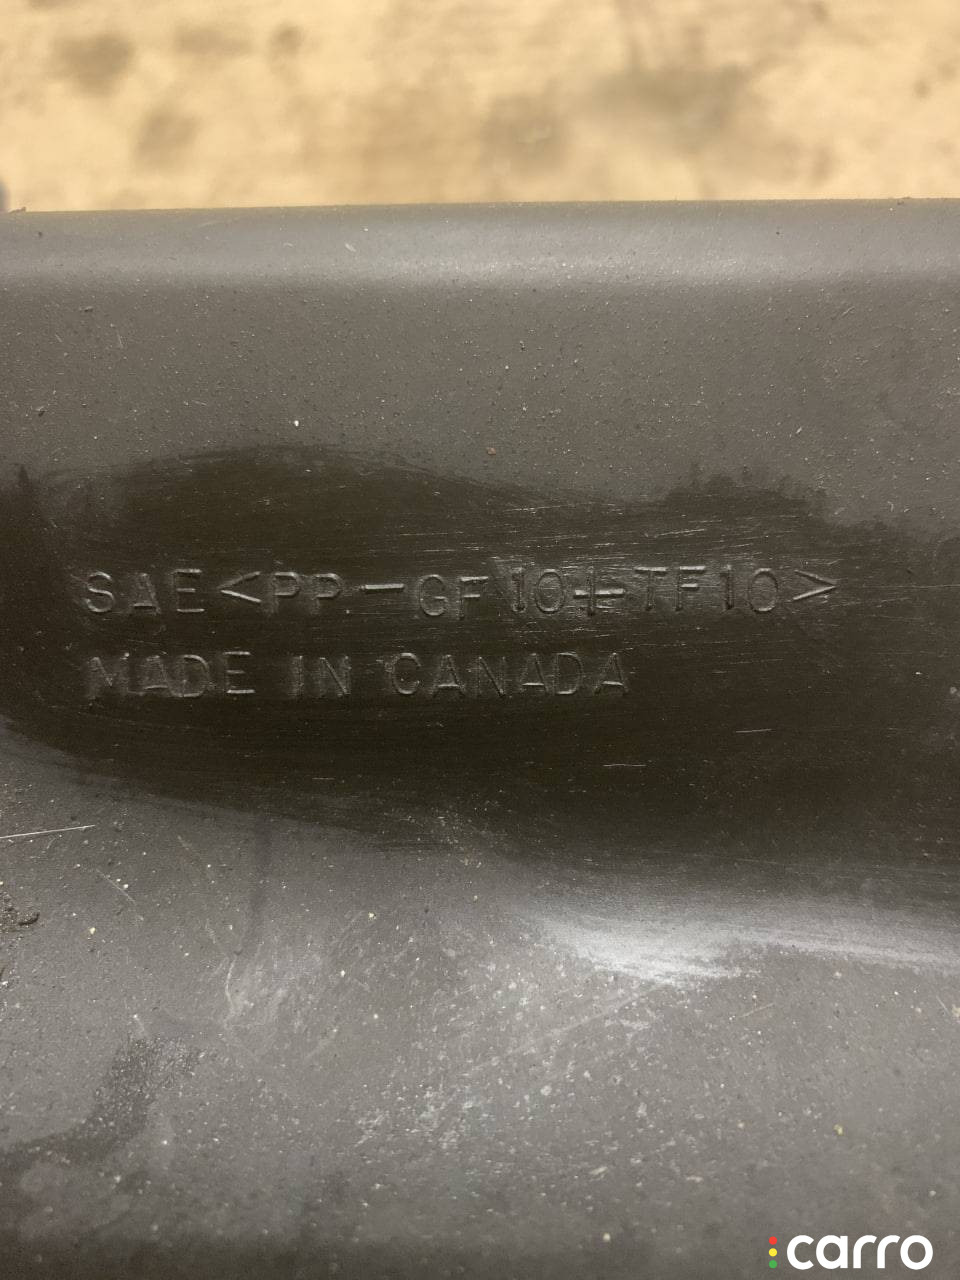 SAE<PP-GF10+TF10>
MADE IN CANADA
carro